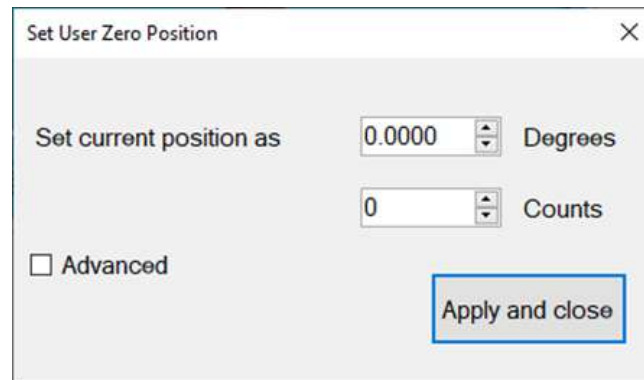 Set User Zero Position
Set current position as 0.0000 Degrees
0 Counts
Advanced
Apply and close